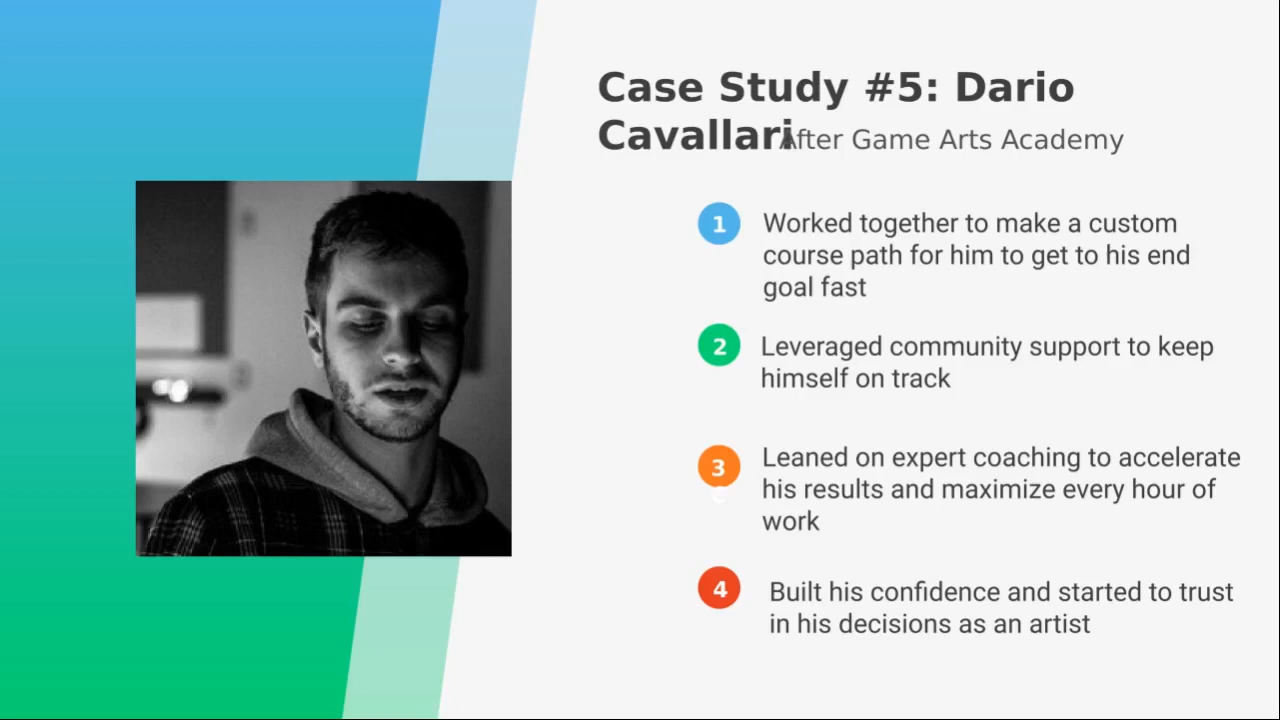 Case Study #5: Dario
Cavallari After Game Arts Academy
1 Worked together to make a custom
course path for him to get to his end
goal fast
2 Leveraged community support to keep
himself on track
3 Leaned on expert coaching to accelerate
his results and maximize every hour of
work
4 Built his confidence and started to trust
in his decisions as an artist